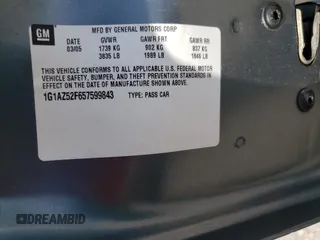 GM
MFD BY GENERAL MOTORS CORP
03/05 GVWR GAWR FRT GAWR RR
1739 KG 902 KG 837 KG
3835 LB 1989 LB 1846 LB
THIS VEHICLE CONFORMS TO ALL APPLICABLE U.S. FEDERAL MOTOR
VEHICLE SAFETY, BUMPER, AND THEFT PREVENTION STANDARDS IN
EFFECT ON THE DATE OF MANUFACTURE SHOWN ABOVE.
1G1AZ52F657599843 TYPE: PASS CAR
DREAMBID